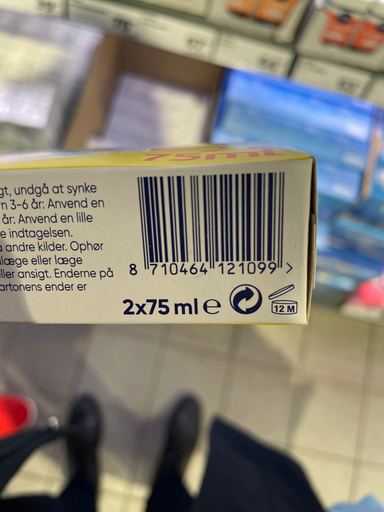 75ml
gt, undgå at synke
n 3-6 år: Anvend en
år: Anvend en lille
e indtagelsen.
andre kilder. Ophør
læge eller læge
ller ansigt. Enderne på
artonens ender er
8 710464 121099 >
2x75 ml e
12 M